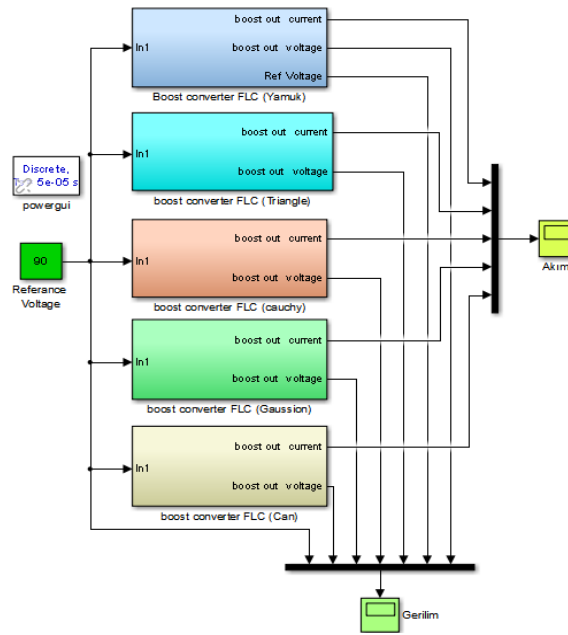 boost out current
In1
boost out voltage
Ref Voltage
Boost converter FLC (Yamuk)
boost out current
In1
boost out voltage
boost converter FLC (Triangle)
Discrete,
5e-05 s
powergui
boost out current
In1
boost out voltage
boost converter FLC (cauchy)
90
Referance
Voltage
Akım
boost out current
In1
boost out voltage
boost converter FLC (Gaussion)
boost out current
In1
boost out voltage
boost converter FLC (Can)
Gerilim